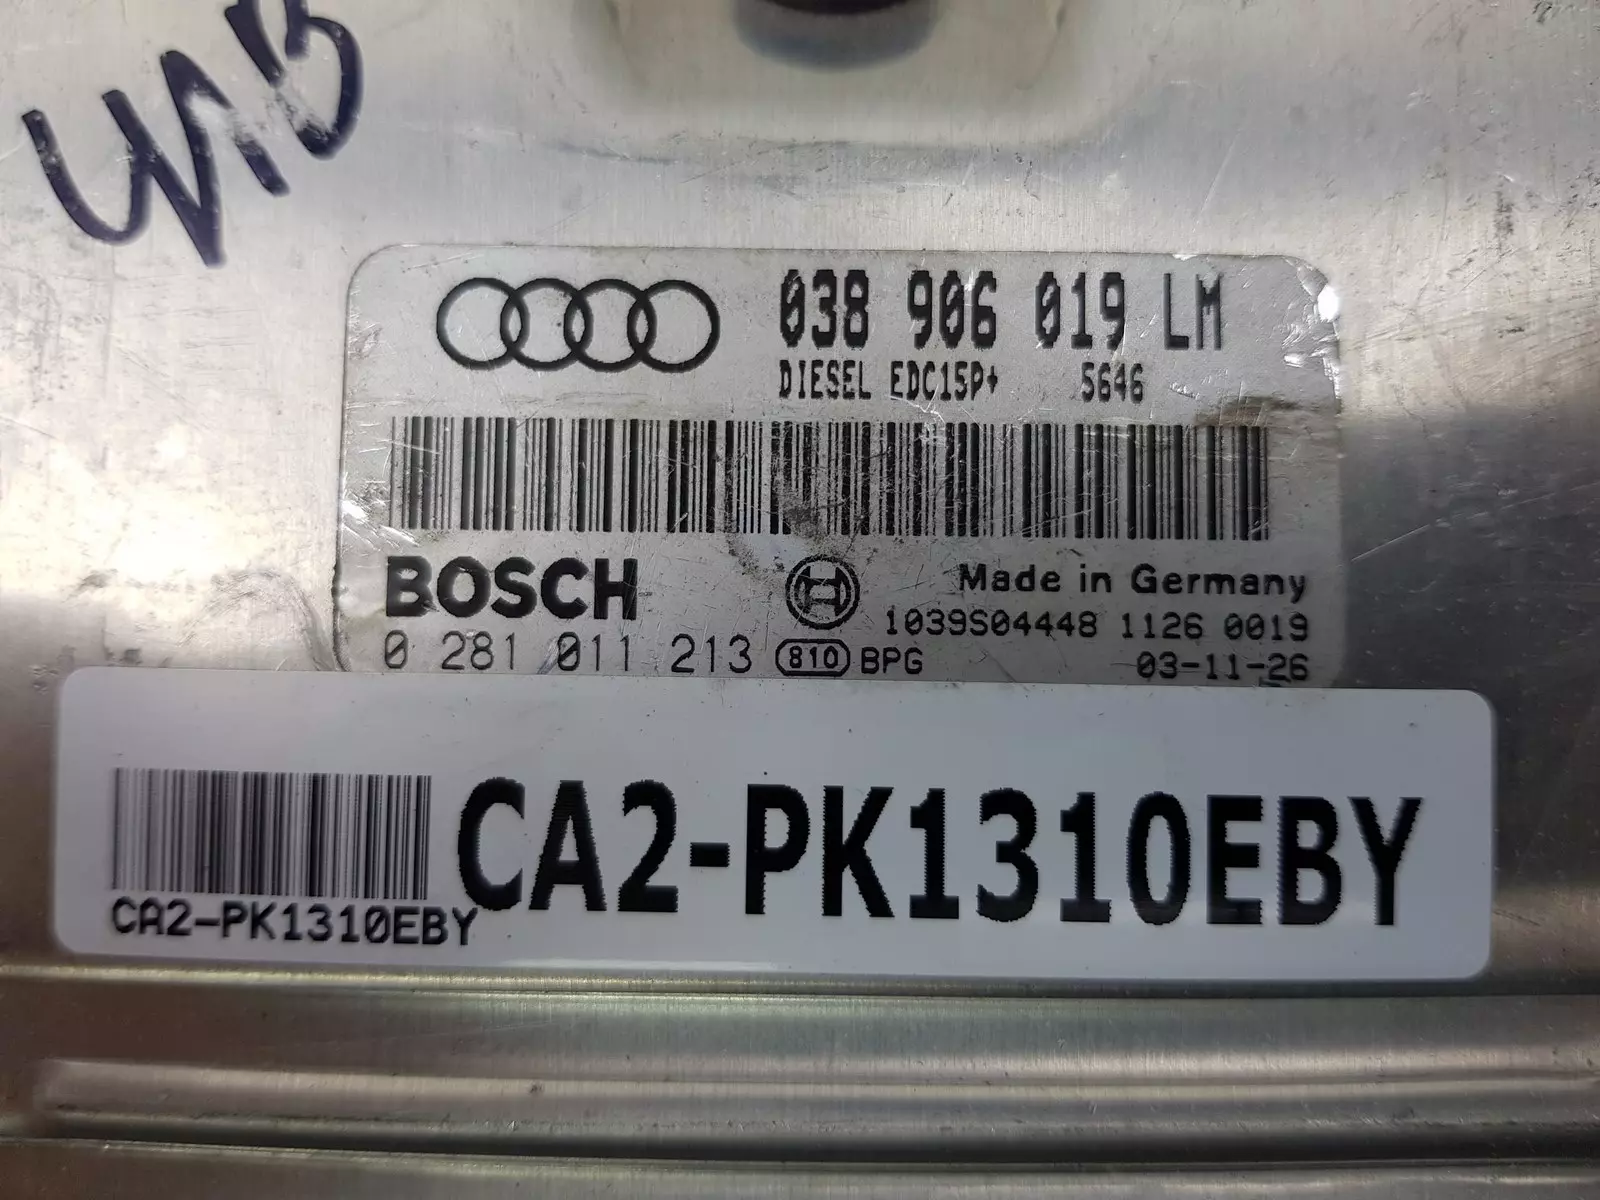 038 906 019 LM
DIESEL EDC15P+ 5646
BOSCH
Made in Germany
1039S04448 1126 0019
0 281 011 213 810 BPG 03-11-26
CA2-PK1310EBY
CA2-PK1310EBY